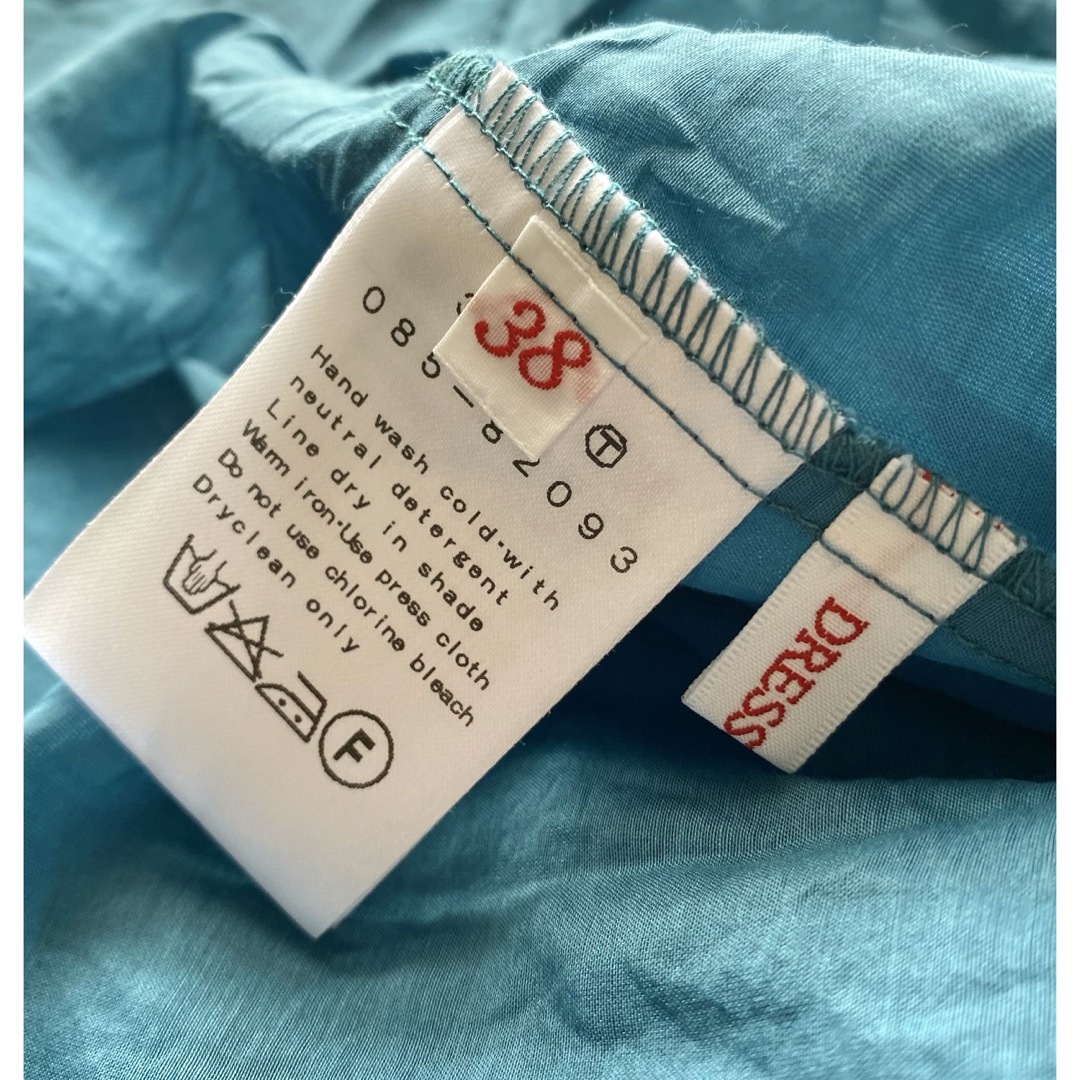 38
085-82093
T
Hand wash cold·with
neutral detergent
Line dry in shade
Warm iron-Use press cloth
Do not use chlorine bleach
Dryclean only
F
DRESS